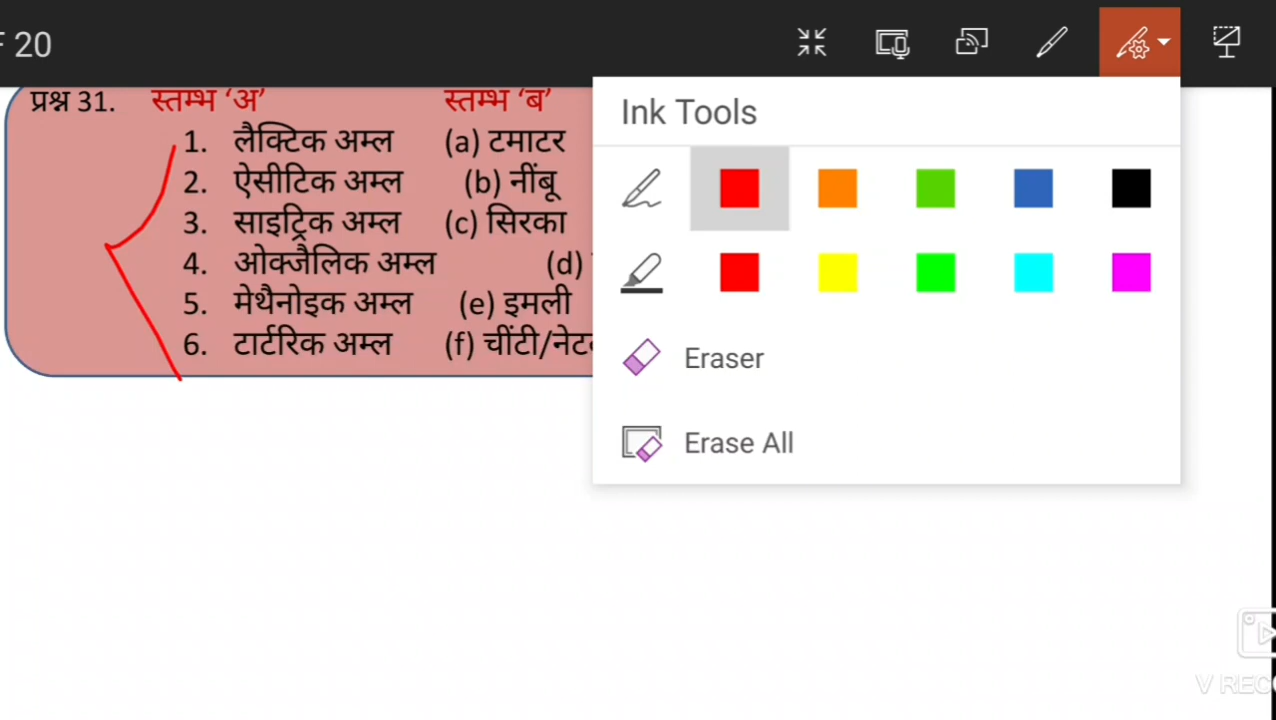 F 20
प्रश्न 31. स्तम्भ ‘अ’ स्तम्भ ‘ब’
1. लैक्टिक अम्ल (a) टमाटर
2. ऐसीटिक अम्ल (b) नींबू
3. साइट्रिक अम्ल (c) सिरका
4. ओक्जैलिक अम्ल (d)
5. मेथैनोइक अम्ल (e) इमली
6. टार्टरिक अम्ल (f) चींटी/नेट
Ink Tools
Eraser
Erase All
V REC